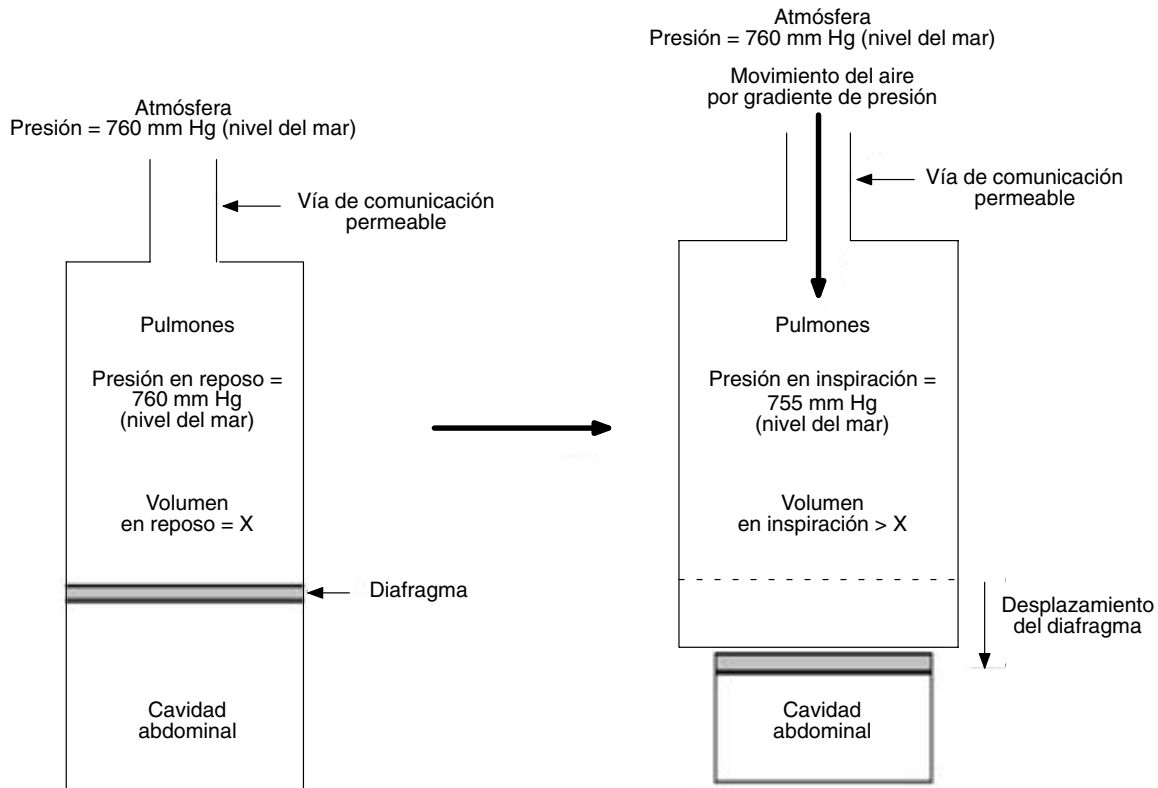 Atmósfera
Presión = 760 mm Hg (nivel del mar)
Vía de comunicación
permeable
Pulmones
Presión en reposo =
760 mm Hg
(nivel del mar)
Volumen
en reposo = X
Diafragma
Cavidad
abdominal
Atmósfera
Presión = 760 mm Hg (nivel del mar)
Movimiento del aire
por gradiente de presión
Vía de comunicación
permeable
Pulmones
Presión en inspiración =
755 mm Hg
(nivel del mar)
Volumen
en inspiración > X
Desplazamiento
del diafragma
Cavidad
abdominal